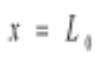 x = L₀